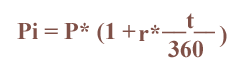 Pi = P* (1 + r* t/360 )